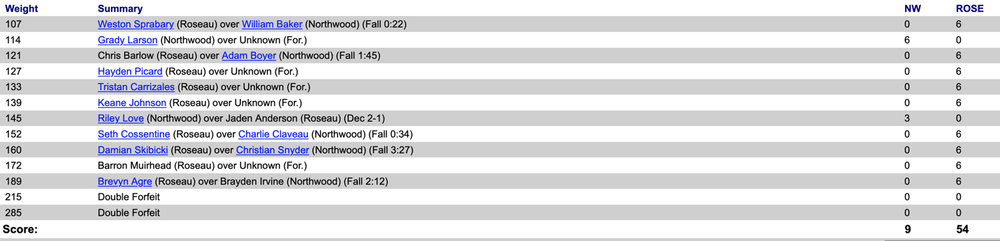 Weight Summary NW ROSE
107 Weston Sprabary (Roseau) over William Baker (Northwood) (Fall 0:22) 0 6
114 Grady Larson (Northwood) over Unknown (For.) 6 0
121 Chris Barlow (Roseau) over Adam Boyer (Northwood) (Fall 1:45) 0 6
127 Hayden Picard (Roseau) over Unknown (For.) 0 6
133 Tristan Carrizales (Roseau) over Unknown (For.) 0 6
139 Keane Johnson (Roseau) over Unknown (For.) 0 6
145 Riley Love (Northwood) over Jaden Anderson (Roseau) (Dec 2-1) 3 0
152 Seth Cossentine (Roseau) over Charlie Claveau (Northwood) (Fall 0:34) 0 6
160 Damian Skibicki (Roseau) over Christian Snyder (Northwood) (Fall 3:27) 0 6
172 Barron Muirhead (Roseau) over Unknown (For.) 0 6
189 Brevyn Agre (Roseau) over Brayden Irvine (Northwood) (Fall 2:12) 0 6
215 Double Forfeit 0 0
285 Double Forfeit 0 0
Score: 9 54